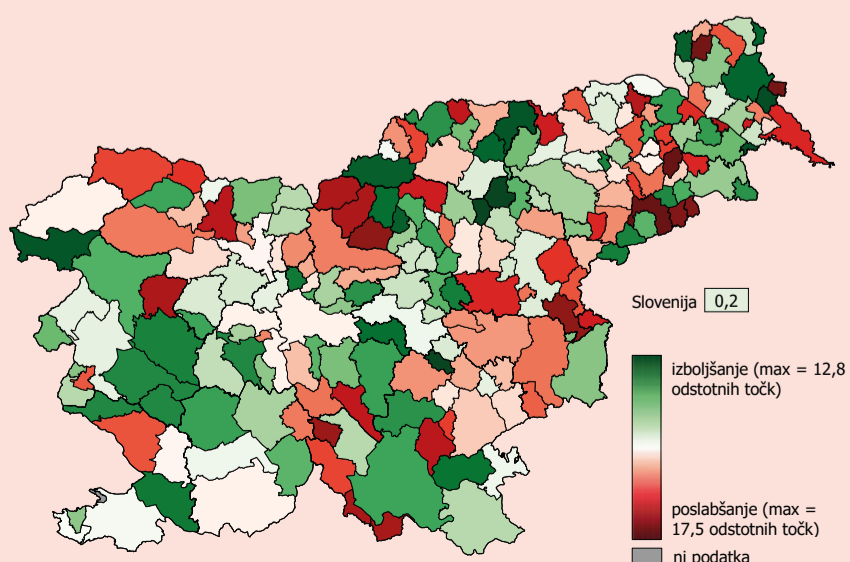 Slovenija 0,2
izboljšanje (max = 12,8
odstotnih točk)
poslabšanje (max =
17,5 odstotnih točk)
ni podatka